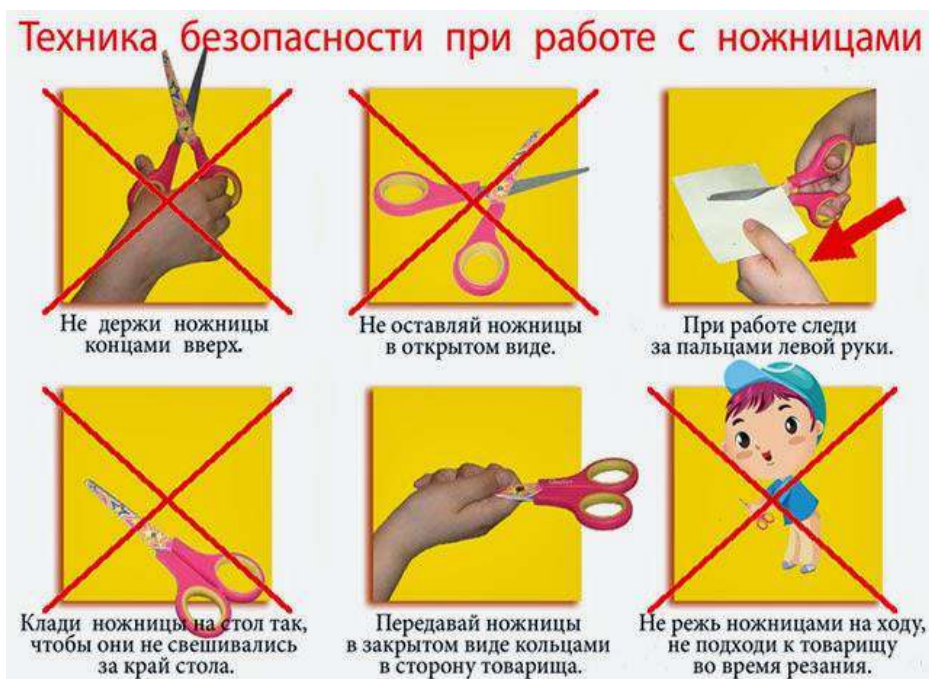 Техника безопасности при работе с ножницами
Не держи ножницы
концами вверх.
Не оставляй ножницы
в открытом виде.
При работе следи
за пальцами левой руки.
Клади ножницы на стол так,
чтобы они не свешивались
за край стола.
Передавай ножницы
в закрытом виде кольцами
в сторону товарища.
Не режь ножницами на ходу,
не подходи к товарищу
во время резания.